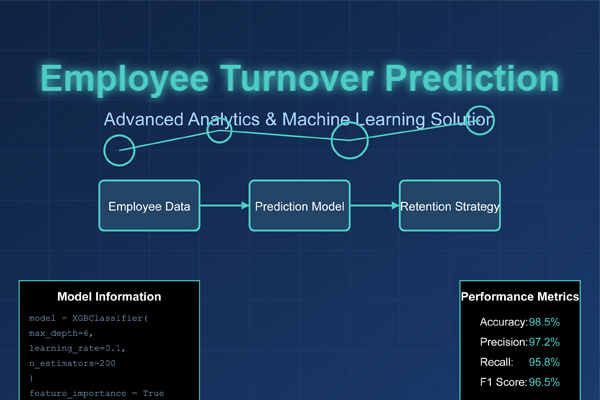 Employee Turnover Prediction
Advanced Analytics & Machine Learning Solution
Employee Data
Prediction Model
Retention Strategy
Model Information
model = XGBClassifier(
max_depth=6,
learning_rate=0.1,
n_estimators=200
)
feature_importance = True
Performance Metrics
Accuracy: 98.5%
Precision: 97.2%
Recall: 95.8%
F1 Score: 96.5%